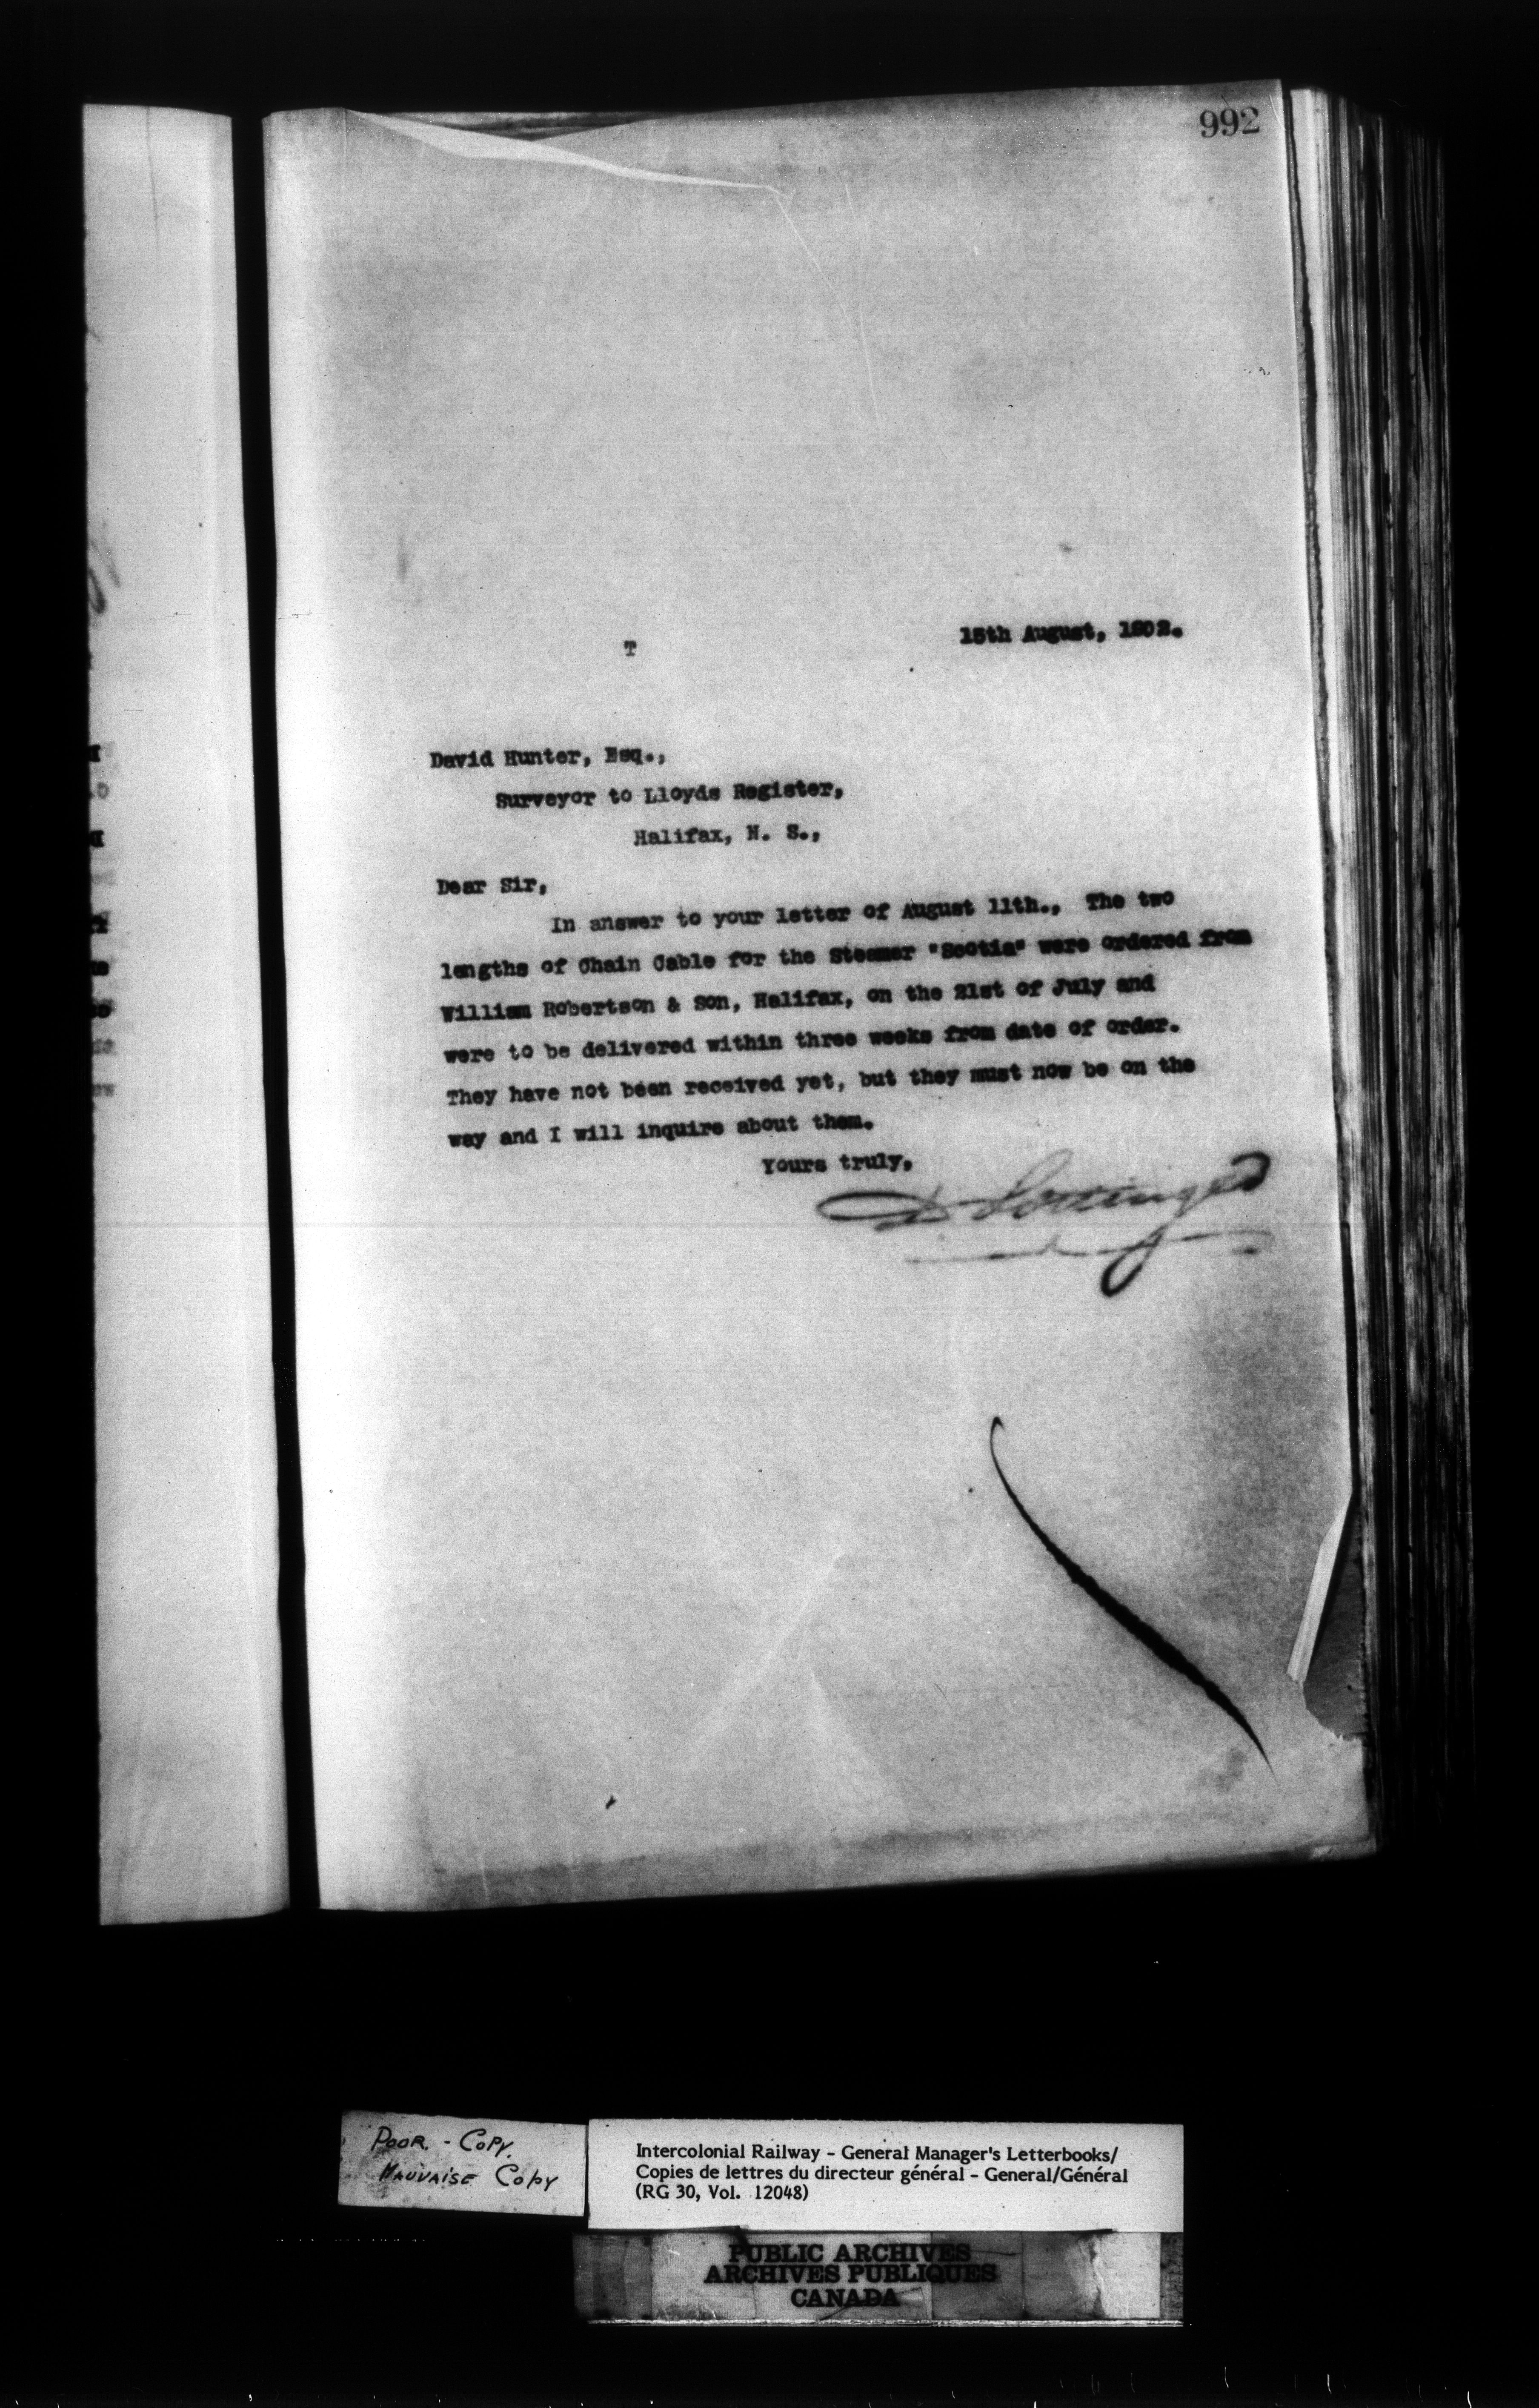 992
T
15th August, 1902.
David Hunter, Esq.,
Surveyor to Lloyds Register,
Halifax, N. S.,
Dear Sir,
In answer to your letter of August 11th., The two
lengths of Chain Cable for the Steamer "Scotia" were ordered from
William Robertson & Son, Halifax, on the 21st of July and
were to be delivered within three weeks from date of order.
They have not been received yet, but they must now be on the
way and I will inquire about them.
Yours truly,
D Pottinger
POOR. - COPY.
MAUVAISE COPY
Intercolonial Railway - General Manager's Letterbooks/
Copies de lettres du directeur général - General/Général
(RG 30, Vol. 12048)
PUBLIC ARCHIVES
ARCHIVES PUBLIQUES
CANADA